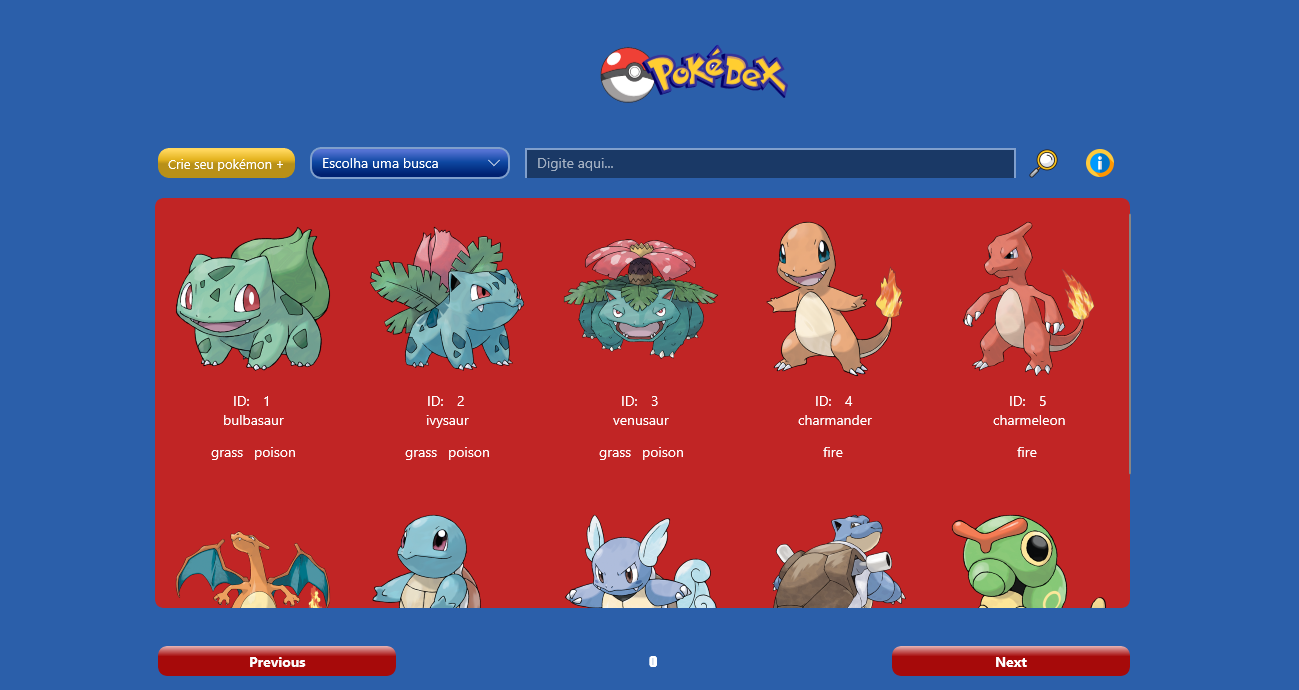 PokéDex
Crie seu pokémon +
Escolha uma busca
Digite aqui...
ID: 1
bulbasaur
grass poison
ID: 2
ivysaur
grass poison
ID: 3
venusaur
grass poison
ID: 4
charmander
fire
ID: 5
charmeleon
fire
Previous
0
Next